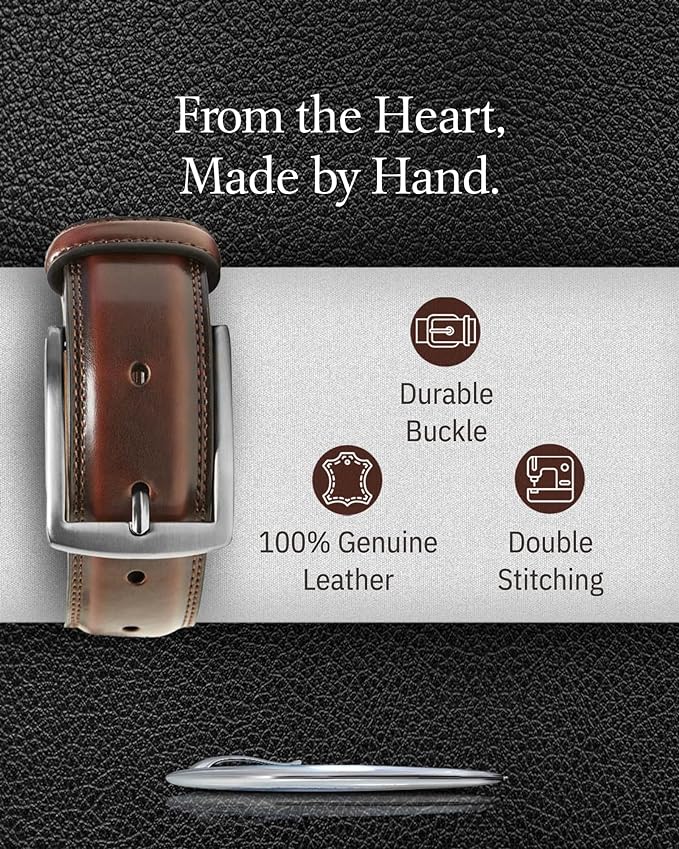 From the Heart,
Made by Hand.
Durable
Buckle
100% Genuine
Leather
Double
Stitching